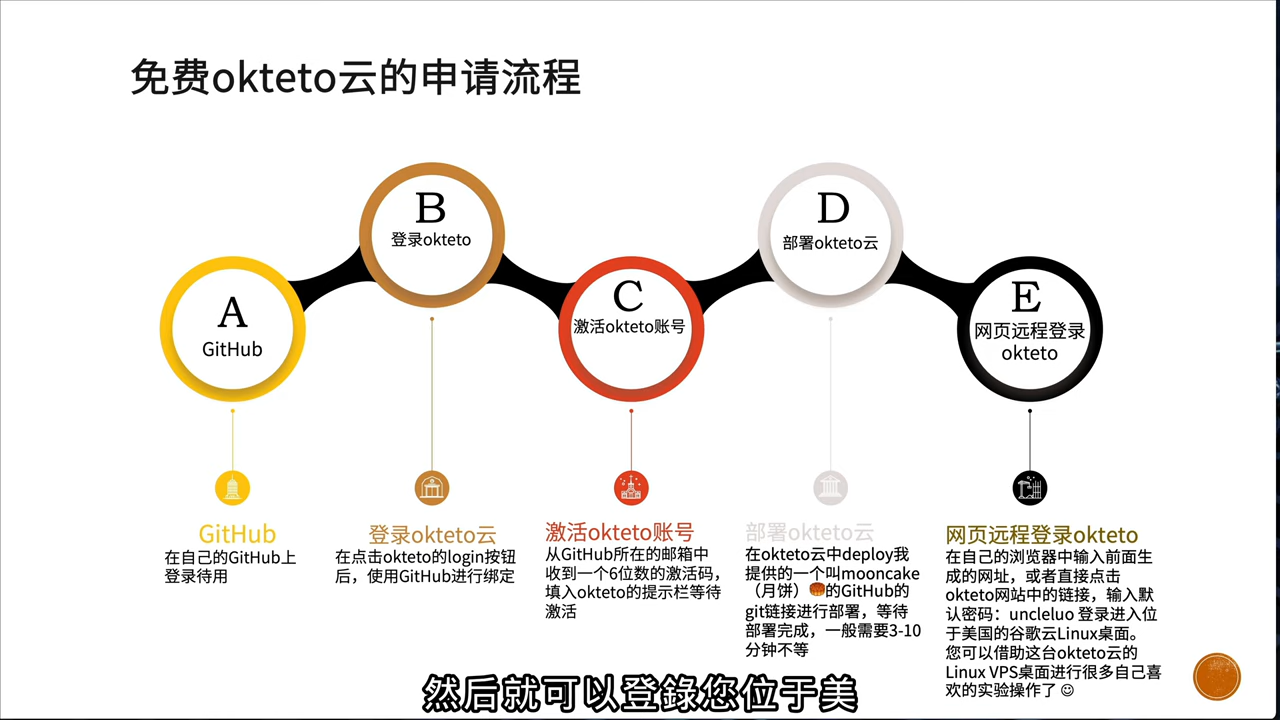 免费okteto云的申请流程
A
GitHub
B
登录okteto
C
激活okteto账号
D
部署okteto云
E
网页远程登录
okteto
GitHub
在自己的GitHub上
登录待用
登录okteto云
在点击okteto的login按钮
后，使用GitHub进行绑定
激活okteto账号
从GitHub所在的邮箱中
收到一个6位数的激活码，
填入okteto的提示栏等待
激活
部署okteto云
在okteto云中deploy我
提供的一个叫mooncake
（月饼）🥮的GitHub的
git链接进行部署，等待
部署完成，一般需要3-10
分钟不等
网页远程登录okteto
在自己的浏览器中输入前面生
成的网址，或者直接点击
okteto网站中的链接，输入默
认密码：uncleluo 登录进入位
于美国的谷歌云Linux桌面。
您可以借助这台okteto云的
Linux VPS桌面进行很多自己喜
欢的实验操作了☺
然后就可以登錄您位于美